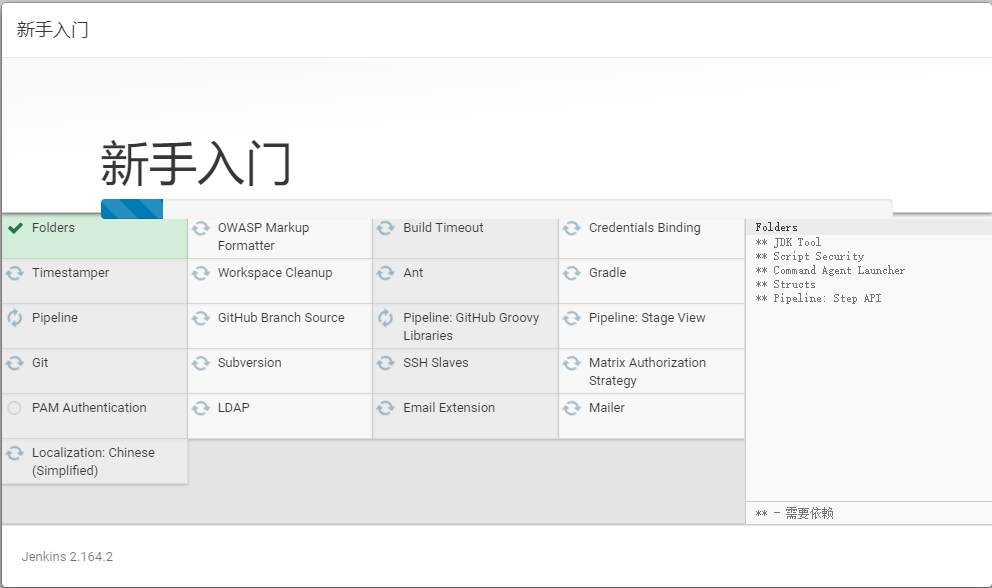 新手入门
新手入门
Folders
OWASP Markup
Formatter
Build Timeout
Credentials Binding
Timestamper
Workspace Cleanup
Ant
Gradle
Pipeline
GitHub Branch Source
Pipeline: GitHub Groovy
Libraries
Pipeline: Stage View
Git
Subversion
SSH Slaves
Matrix Authorization
Strategy
PAM Authentication
LDAP
Email Extension
Mailer
Localization: Chinese
(Simplified)
Folders
** JDK Tool
** Script Security
** Command Agent Launcher
** Structs
** Pipeline: Step API
** - 需要依赖
Jenkins 2.164.2